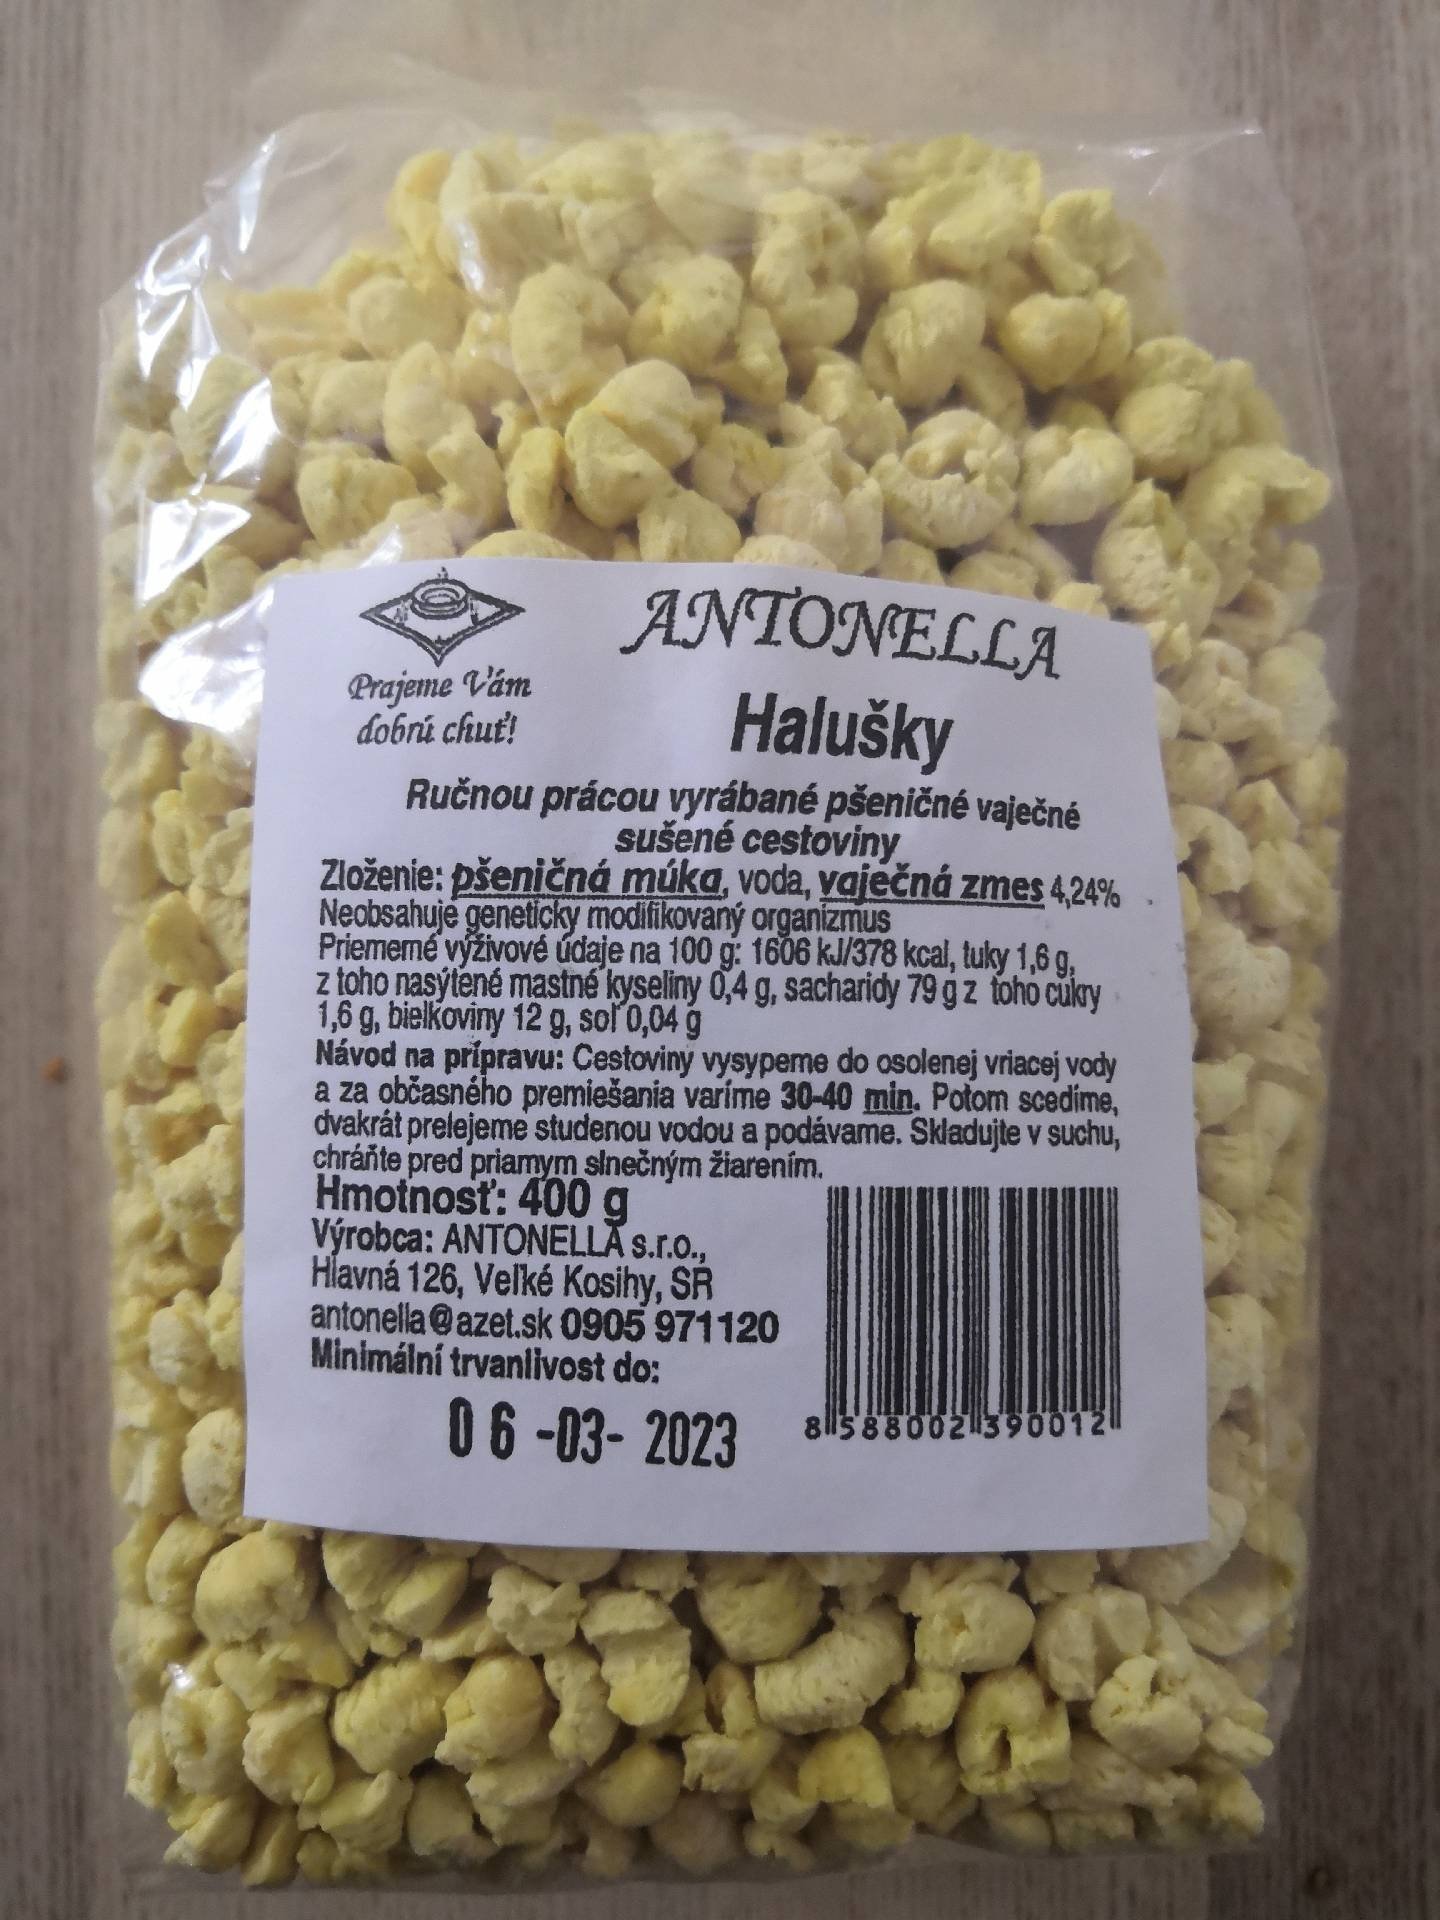 Prajeme Vám
dobrú chuť!
ANTONELLA
Halušky
Ručnou prácou vyrábané pšeničné vaječné
sušené cestoviny
Zloženie: pšeničná múka, voda, vaječná zmes 4,24%
Neobsahuje geneticky modifikovaný organizmus
Priemerné výživové údaje na 100 g: 1606 kJ/378 kcal, tuky 1,6 g,
z toho nasýtené mastné kyseliny 0,4 g, sacharidy 79 g z toho cukry
1,6 g, bielkoviny 12 g, soľ 0,04 g
Návod na prípravu: Cestoviny vysypeme do osolenej vriacej vody
a za občasného premiešania varíme 30-40 min. Potom scedíme,
dvakrát prelejeme studenou vodou a podávame. Skladujte v suchu,
chráňte pred priamym slnečným žiarením.
Hmotnosť: 400 g
Výrobca: ANTONELLA s.r.o.,
Hlavná 126, Veľké Kosihy, SR
antonella@azet.sk 0905 971120
Minimální trvanlivost do:
06-03-2023
8 588002 390012